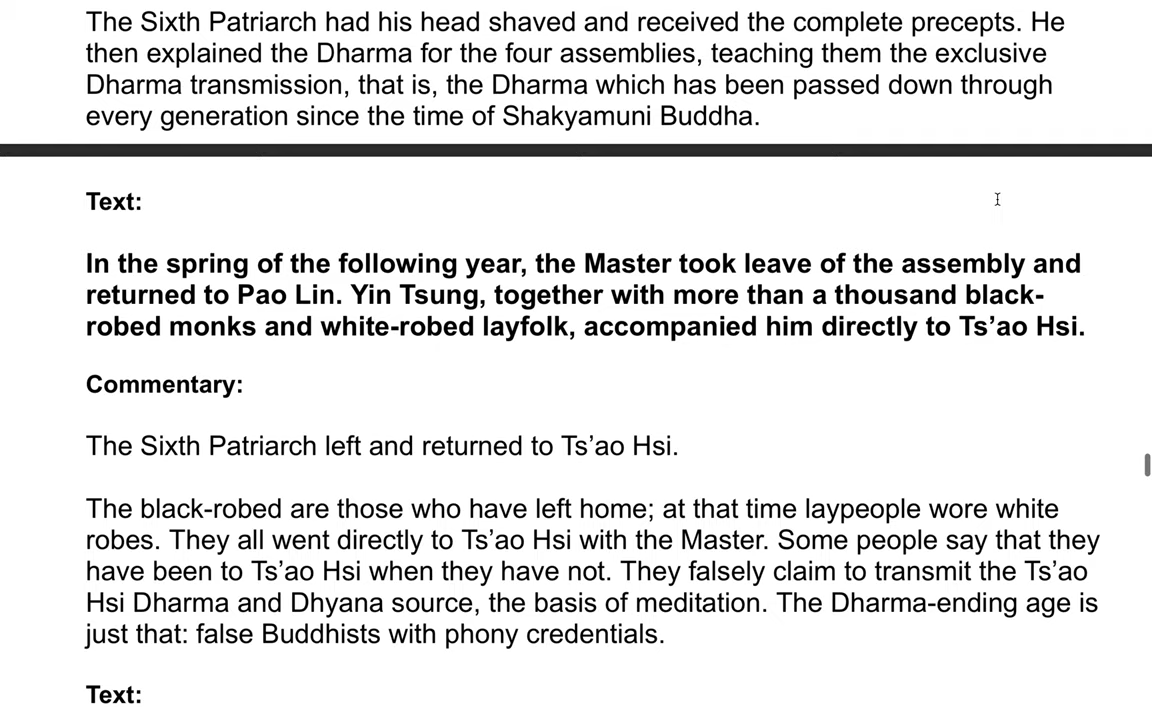 The Sixth Patriarch had his head shaved and received the complete precepts. He
then explained the Dharma for the four assemblies, teaching them the exclusive
Dharma transmission, that is, the Dharma which has been passed down through
every generation since the time of Shakyamuni Buddha.
Text:
In the spring of the following year, the Master took leave of the assembly and
returned to Pao Lin. Yin Tsung, together with more than a thousand black-
robed monks and white-robed layfolk, accompanied him directly to Ts’ao Hsi.
Commentary:
The Sixth Patriarch left and returned to Ts’ao Hsi.
The black-robed are those who have left home; at that time laypeople wore white
robes. They all went directly to Ts’ao Hsi with the Master. Some people say that they
have been to Ts’ao Hsi when they have not. They falsely claim to transmit the Ts’ao
Hsi Dharma and Dhyana source, the basis of meditation. The Dharma-ending age is
just that: false Buddhists with phony credentials.
Text: